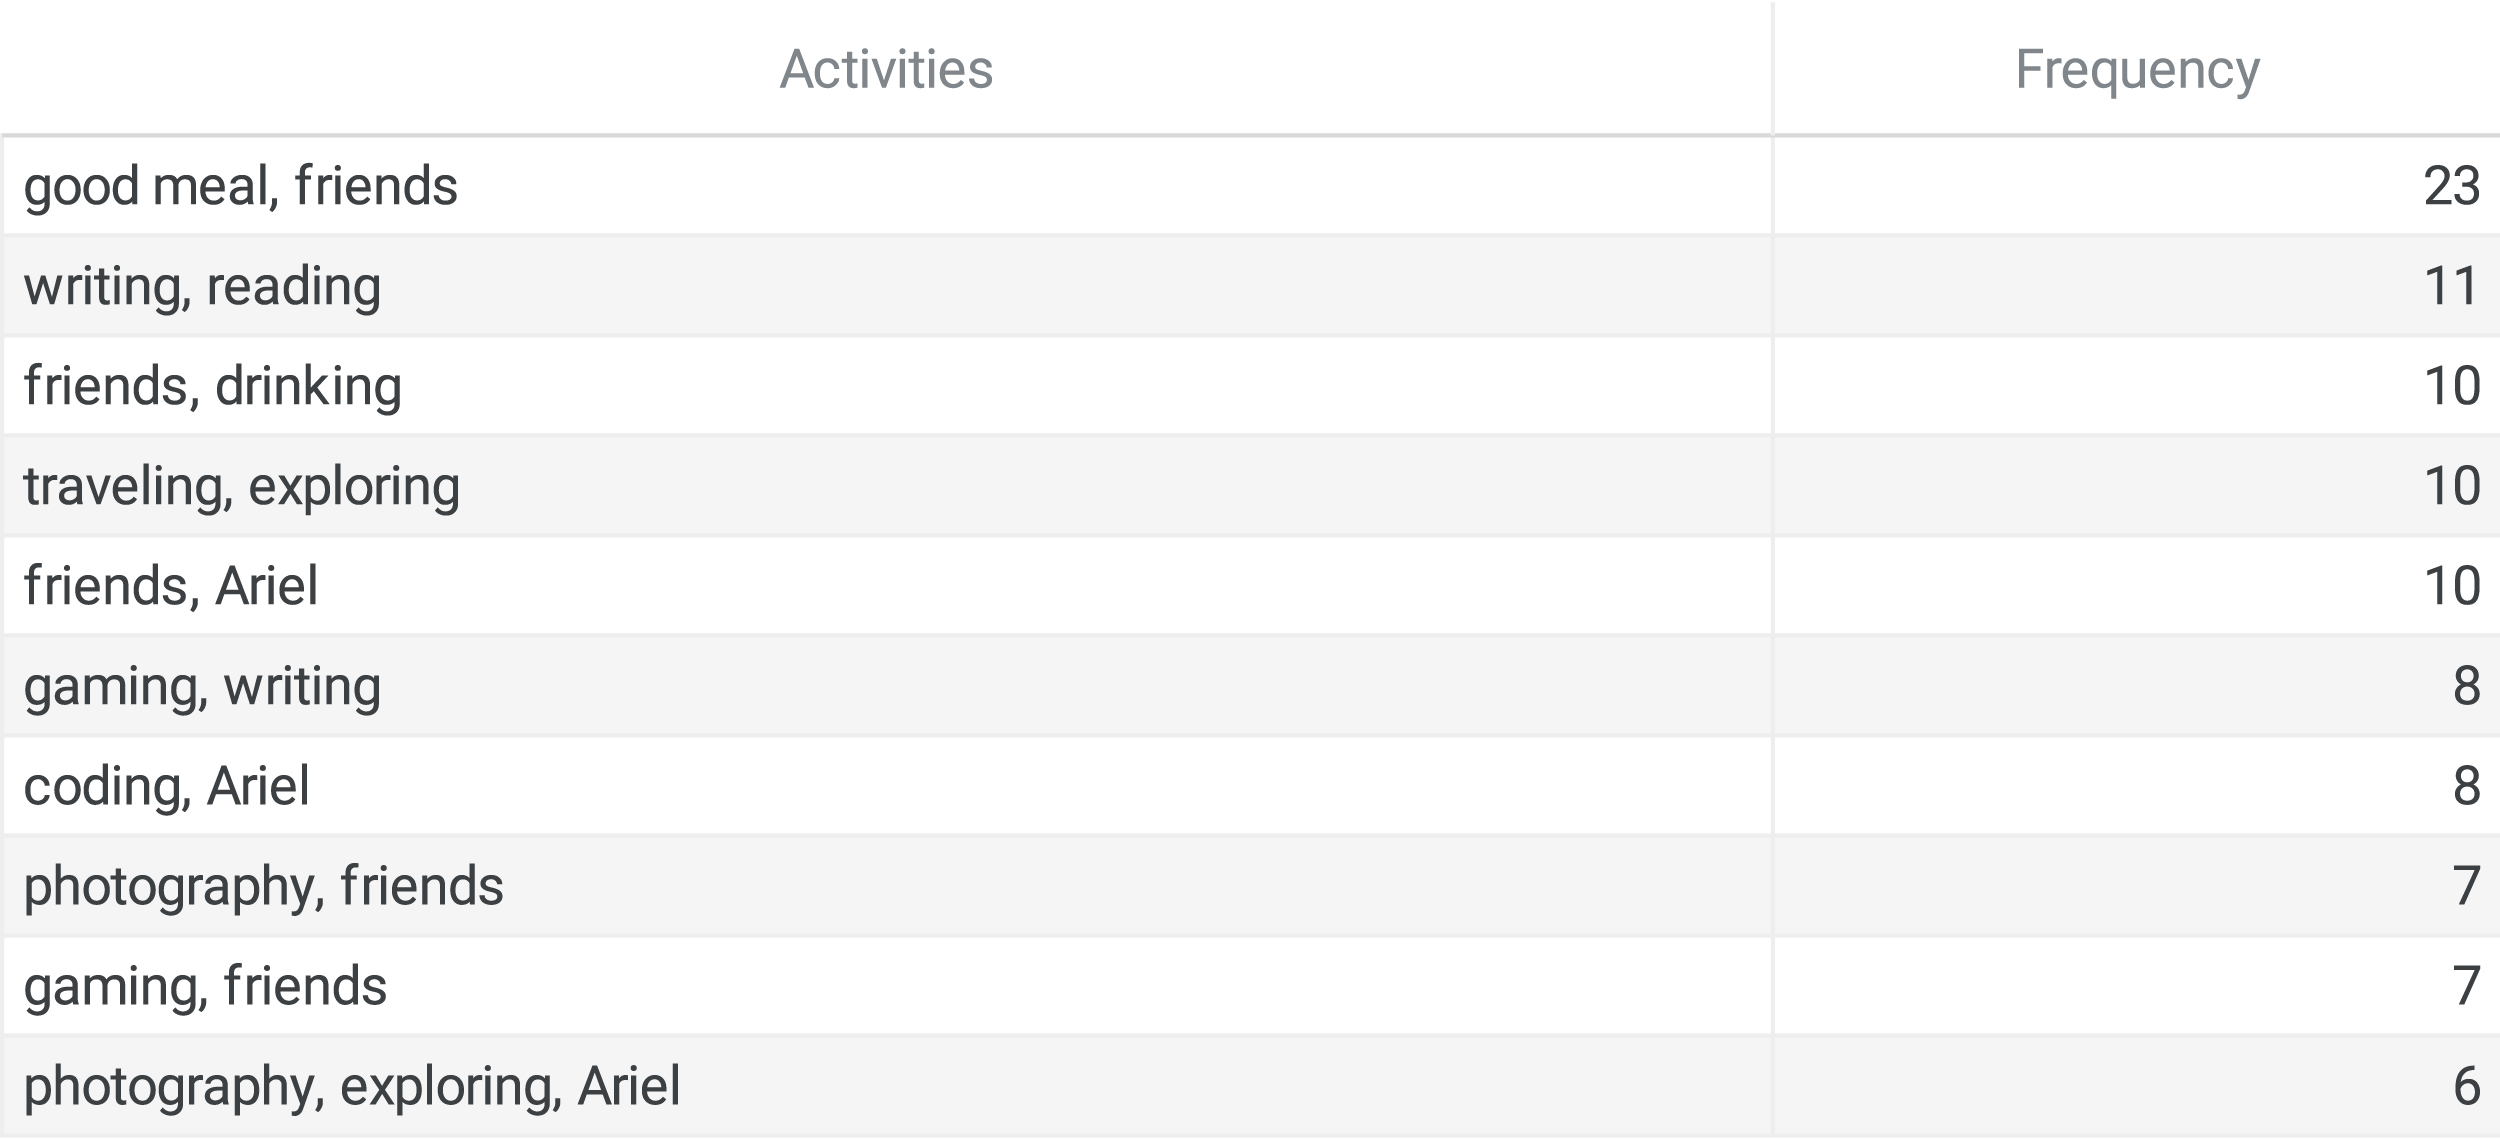 Activities Frequency
good meal, friends 23
writing, reading 11
friends, drinking 10
traveling, exploring 10
friends, Ariel 10
gaming, writing 8
coding, Ariel 8
photography, friends 7
gaming, friends 7
photography, exploring, Ariel 6